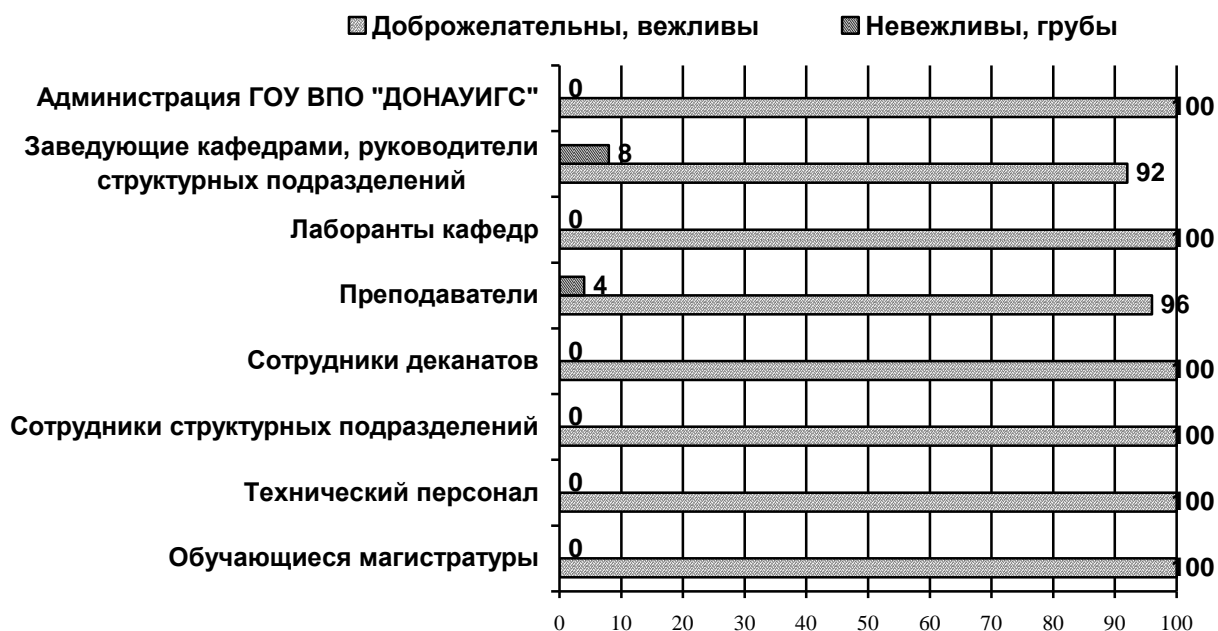 Доброжелательны, вежливы Невежливы, грубы
Администрация ГОУ ВПО "ДОНАУИГС"
0
100
Заведующие кафедрами, руководители
структурных подразделений
8
92
Лаборанты кафедр
0
100
Преподаватели
4
96
Сотрудники деканатов
0
100
Сотрудники структурных подразделений
0
100
Технический персонал
0
100
Обучающиеся магистратуры
0
100
0 10 20 30 40 50 60 70 80 90 100